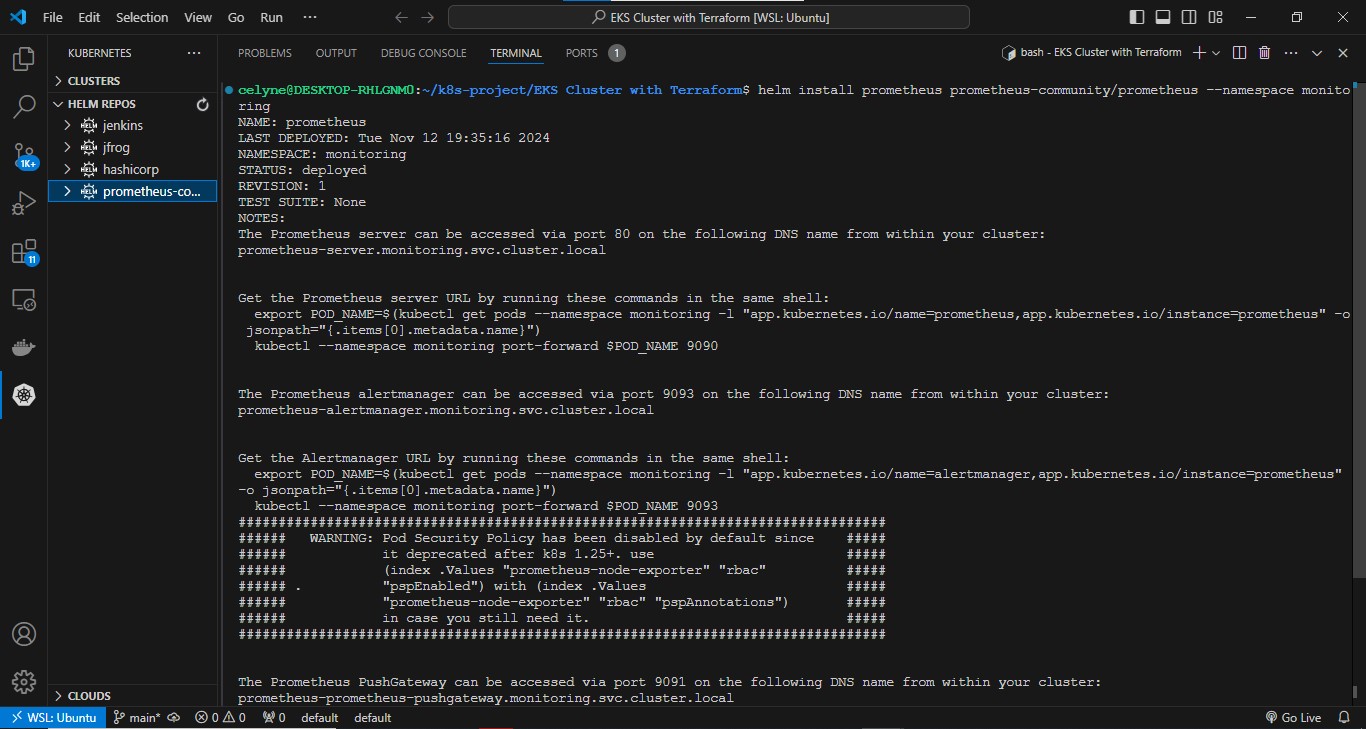 File Edit Selection View Go Run ···
EKS Cluster with Terraform [WSL: Ubuntu]
KUBERNETES ···
PROBLEMS OUTPUT DEBUG CONSOLE TERMINAL PORTS 1
bash - EKS Cluster with Terraform
CLUSTERS
HELM REPOS
HELM jenkins
HELM jfrog
HELM hashicorp
HELM prometheus-co...
CLOUDS
1K+
11
celyne@DESKTOP-RHLGNM0:~/k8s-project/EKS Cluster with Terraform$ helm install prometheus prometheus-community/prometheus --namespace monito
ring
NAME: prometheus
LAST DEPLOYED: Tue Nov 12 19:35:16 2024
NAMESPACE: monitoring
STATUS: deployed
REVISION: 1
TEST SUITE: None
NOTES:
The Prometheus server can be accessed via port 80 on the following DNS name from within your cluster:
prometheus-server.monitoring.svc.cluster.local
Get the Prometheus server URL by running these commands in the same shell:
export POD_NAME=$(kubectl get pods --namespace monitoring -l "app.kubernetes.io/name=prometheus,app.kubernetes.io/instance=prometheus" -o
jsonpath="{.items[0].metadata.name}")
kubectl --namespace monitoring port-forward $POD_NAME 9090
The Prometheus alertmanager can be accessed via port 9093 on the following DNS name from within your cluster:
prometheus-alertmanager.monitoring.svc.cluster.local
Get the Alertmanager URL by running these commands in the same shell:
export POD_NAME=$(kubectl get pods --namespace monitoring -l "app.kubernetes.io/name=alertmanager,app.kubernetes.io/instance=prometheus"
-o jsonpath="{.items[0].metadata.name}")
kubectl --namespace monitoring port-forward $POD_NAME 9093
#################################################################################
###### WARNING: Pod Security Policy has been disabled by default since #####
###### it deprecated after k8s 1.25+. use #####
###### (index .Values "prometheus-node-exporter" "rbac" #####
###### . "pspEnabled") with (index .Values #####
###### "prometheus-node-exporter" "rbac" "pspAnnotations") #####
###### in case you still need it. #####
#################################################################################
The Prometheus PushGateway can be accessed via port 9091 on the following DNS name from within your cluster:
prometheus-prometheus-pushgateway.monitoring.svc.cluster.local
WSL: Ubuntu main* 0 0 0 default default Go Live